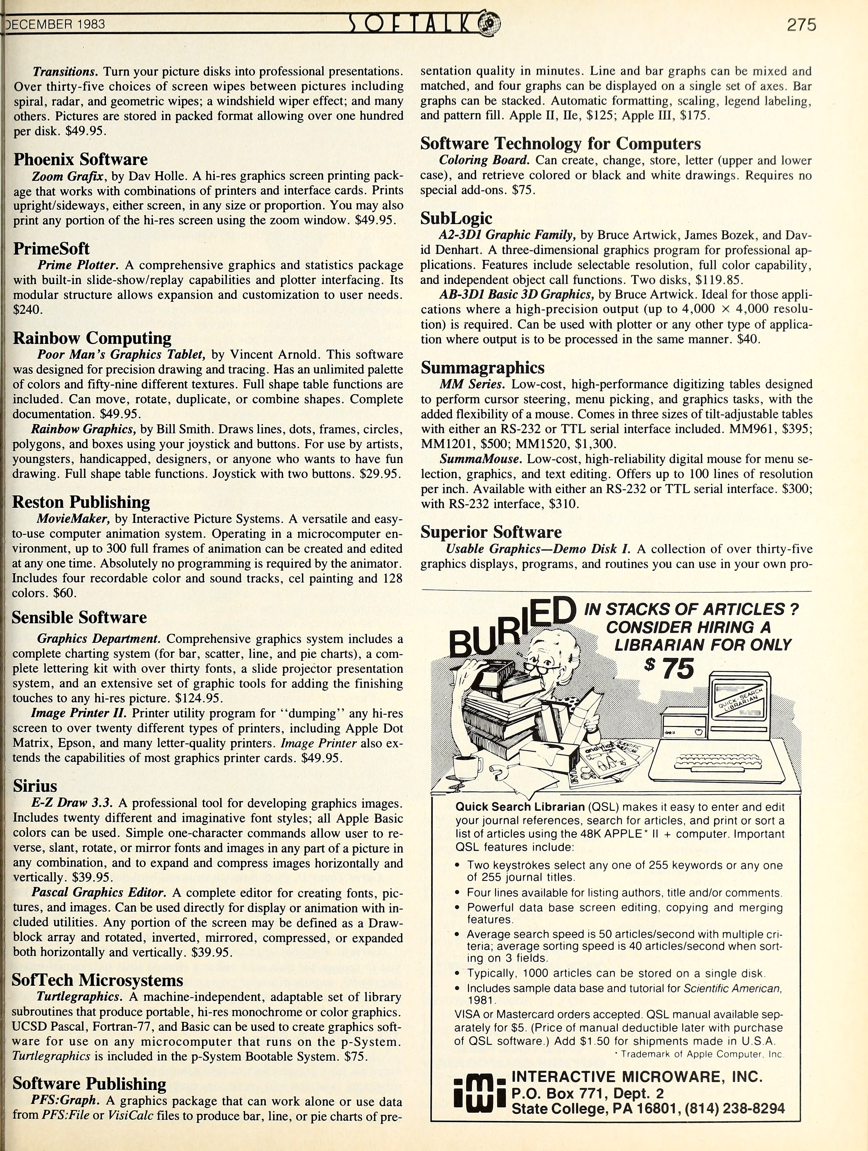 DECEMBER 1983
SOFTALK
275
Transitions. Turn your picture disks into professional presentations.
Over thirty-five choices of screen wipes between pictures including
spiral, radar, and geometric wipes; a windshield wiper effect; and many
others. Pictures are stored in packed format allowing over one hundred
per disk. $49.95.
Phoenix Software
Zoom Grafix, by Dav Holle. A hi-res graphics screen printing pack-
age that works with combinations of printers and interface cards. Prints
upright/sideways, either screen, in any size or proportion. You may also
print any portion of the hi-res screen using the zoom window. $49.95.
PrimeSoft
Prime Plotter. A comprehensive graphics and statistics package
with built-in slide-show/replay capabilities and plotter interfacing. Its
modular structure allows expansion and customization to user needs.
$240.
Rainbow Computing
Poor Man's Graphics Tablet, by Vincent Arnold. This software
was designed for precision drawing and tracing. Has an unlimited palette
of colors and fifty-nine different textures. Full shape table functions are
included. Can move, rotate, duplicate, or combine shapes. Complete
documentation. $49.95.
Rainbow Graphics, by Bill Smith. Draws lines, dots, frames, circles,
polygons, and boxes using your joystick and buttons. For use by artists,
youngsters, handicapped, designers, or anyone who wants to have fun
drawing. Full shape table functions. Joystick with two buttons. $29.95.
Reston Publishing
MovieMaker, by Interactive Picture Systems. A versatile and easy-
to-use computer animation system. Operating in a microcomputer en-
vironment, up to 300 full frames of animation can be created and edited
at any one time. Absolutely no programming is required by the animator.
Includes four recordable color and sound tracks, cel painting and 128
colors. $60.
Sensible Software
Graphics Department. Comprehensive graphics system includes a
complete charting system (for bar, scatter, line, and pie charts), a com-
plete lettering kit with over thirty fonts, a slide projector presentation
system, and an extensive set of graphic tools for adding the finishing
touches to any hi-res picture. $124.95.
Image Printer II. Printer utility program for ‘‘dumping’’ any hi-res
screen to over twenty different types of printers, including Apple Dot
Matrix, Epson, and many letter-quality printers. Image Printer also ex-
tends the capabilities of most graphics printer cards. $49.95.
Sirius
E-Z Draw 3.3. A professional tool for developing graphics images.
Includes twenty different and imaginative font styles; all Apple Basic
colors can be used. Simple one-character commands allow user to re-
verse, slant, rotate, or mirror fonts and images in any part of a picture in
any combination, and to expand and compress images horizontally and
vertically. $39.95.
Pascal Graphics Editor. A complete editor for creating fonts, pic-
tures, and images. Can be used directly for display or animation with in-
cluded utilities. Any portion of the screen may be defined as a Draw-
block array and rotated, inverted, mirrored, compressed, or expanded
both horizontally and vertically. $39.95.
SofTech Microsystems
Turtlegraphics. A machine-independent, adaptable set of library
subroutines that produce portable, hi-res monochrome or color graphics.
UCSD Pascal, Fortran-77, and Basic can be used to create graphics soft-
ware for use on any microcomputer that runs on the p-System.
Turtlegraphics is included in the p-System Bootable System. $75.
Software Publishing
PFS:Graph. A graphics package that can work alone or use data
from PFS:File or VisiCalc files to produce bar, line, or pie charts of pre-
sentation quality in minutes. Line and bar graphs can be mixed and
matched, and four graphs can be displayed on a single set of axes. Bar
graphs can be stacked. Automatic formatting, scaling, legend labeling,
and pattern fill. Apple II, IIe, $125; Apple III, $175.
Software Technology for Computers
Coloring Board. Can create, change, store, letter (upper and lower
case), and retrieve colored or black and white drawings. Requires no
special add-ons. $75.
SubLogic
A2-3D1 Graphic Family, by Bruce Artwick, James Bozek, and Dav-
id Denhart. A three-dimensional graphics program for professional ap-
plications. Features include selectable resolution, full color capability,
and independent object call functions. Two disks, $119.85.
AB-3D1 Basic 3D Graphics, by Bruce Artwick. Ideal for those appli-
cations where a high-precision output (up to 4,000 × 4,000 resolu-
tion) is required. Can be used with plotter or any other type of applica-
tion where output is to be processed in the same manner. $40.
Summagraphics
MM Series. Low-cost, high-performance digitizing tables designed
to perform cursor steering, menu picking, and graphics tasks, with the
added flexibility of a mouse. Comes in three sizes of tilt-adjustable tables
with either an RS-232 or TTL serial interface included. MM961, $395;
MM1201, $500; MM1520, $1,300.
SummaMouse. Low-cost, high-reliability digital mouse for menu se-
lection, graphics, and text editing. Offers up to 100 lines of resolution
per inch. Available with either an RS-232 or TTL serial interface. $300;
with RS-232 interface, $310.
Superior Software
Usable Graphics—Demo Disk I. A collection of over thirty-five
graphics displays, programs, and routines you can use in your own pro-
BURIED IN STACKS OF ARTICLES ?
CONSIDER HIRING A
LIBRARIAN FOR ONLY
$ 75
QUICK SEARCH
LIBRARIAN
Quick Search Librarian (QSL) makes it easy to enter and edit
your journal references, search for articles, and print or sort a
list of articles using the 48K APPLE* II + computer. Important
QSL features include:
• Two keystrokes select any one of 255 keywords or any one
of 255 journal titles.
• Four lines available for listing authors, title and/or comments.
• Powerful data base screen editing, copying and merging
features.
• Average search speed is 50 articles/second with multiple cri-
teria; average sorting speed is 40 articles/second when sort-
ing on 3 fields.
• Typically, 1000 articles can be stored on a single disk.
• Includes sample data base and tutorial for Scientific American,
1981.
VISA or Mastercard orders accepted. QSL manual available sep-
arately for $5. (Price of manual deductible later with purchase
of QSL software.) Add $1.50 for shipments made in U.S.A.
* Trademark of Apple Computer, Inc.
INTERACTIVE MICROWARE, INC.
P.O. Box 771, Dept. 2
State College, PA 16801, (814) 238-8294